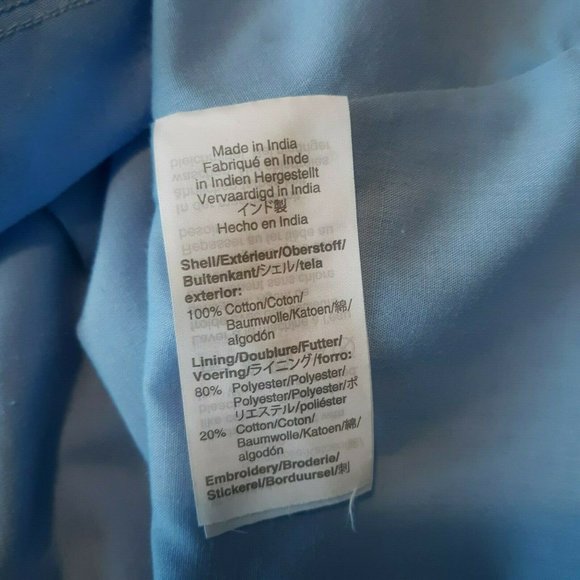 Made in India
Fabriqué en Inde
in Indien Hergestellt
Vervaardigd in India
インド製
Hecho en India
Shell/Extérieur/Oberstoff/
Buitenkant/シェル/tela
exterior:
100% Cotton/Coton/
Baumwolle/Katoen/綿/
algodón
Lining/Doublure/Futter/
Voering/ライニング/forro:
80% Polyester/Polyester/
Polyester/Polyester/ポ
リエステル/poliéster
20% Cotton/Coton/
Baumwolle/Katoen/綿/
algodón
Embroidery/Broderie/
Stickerei/Borduursel/刺